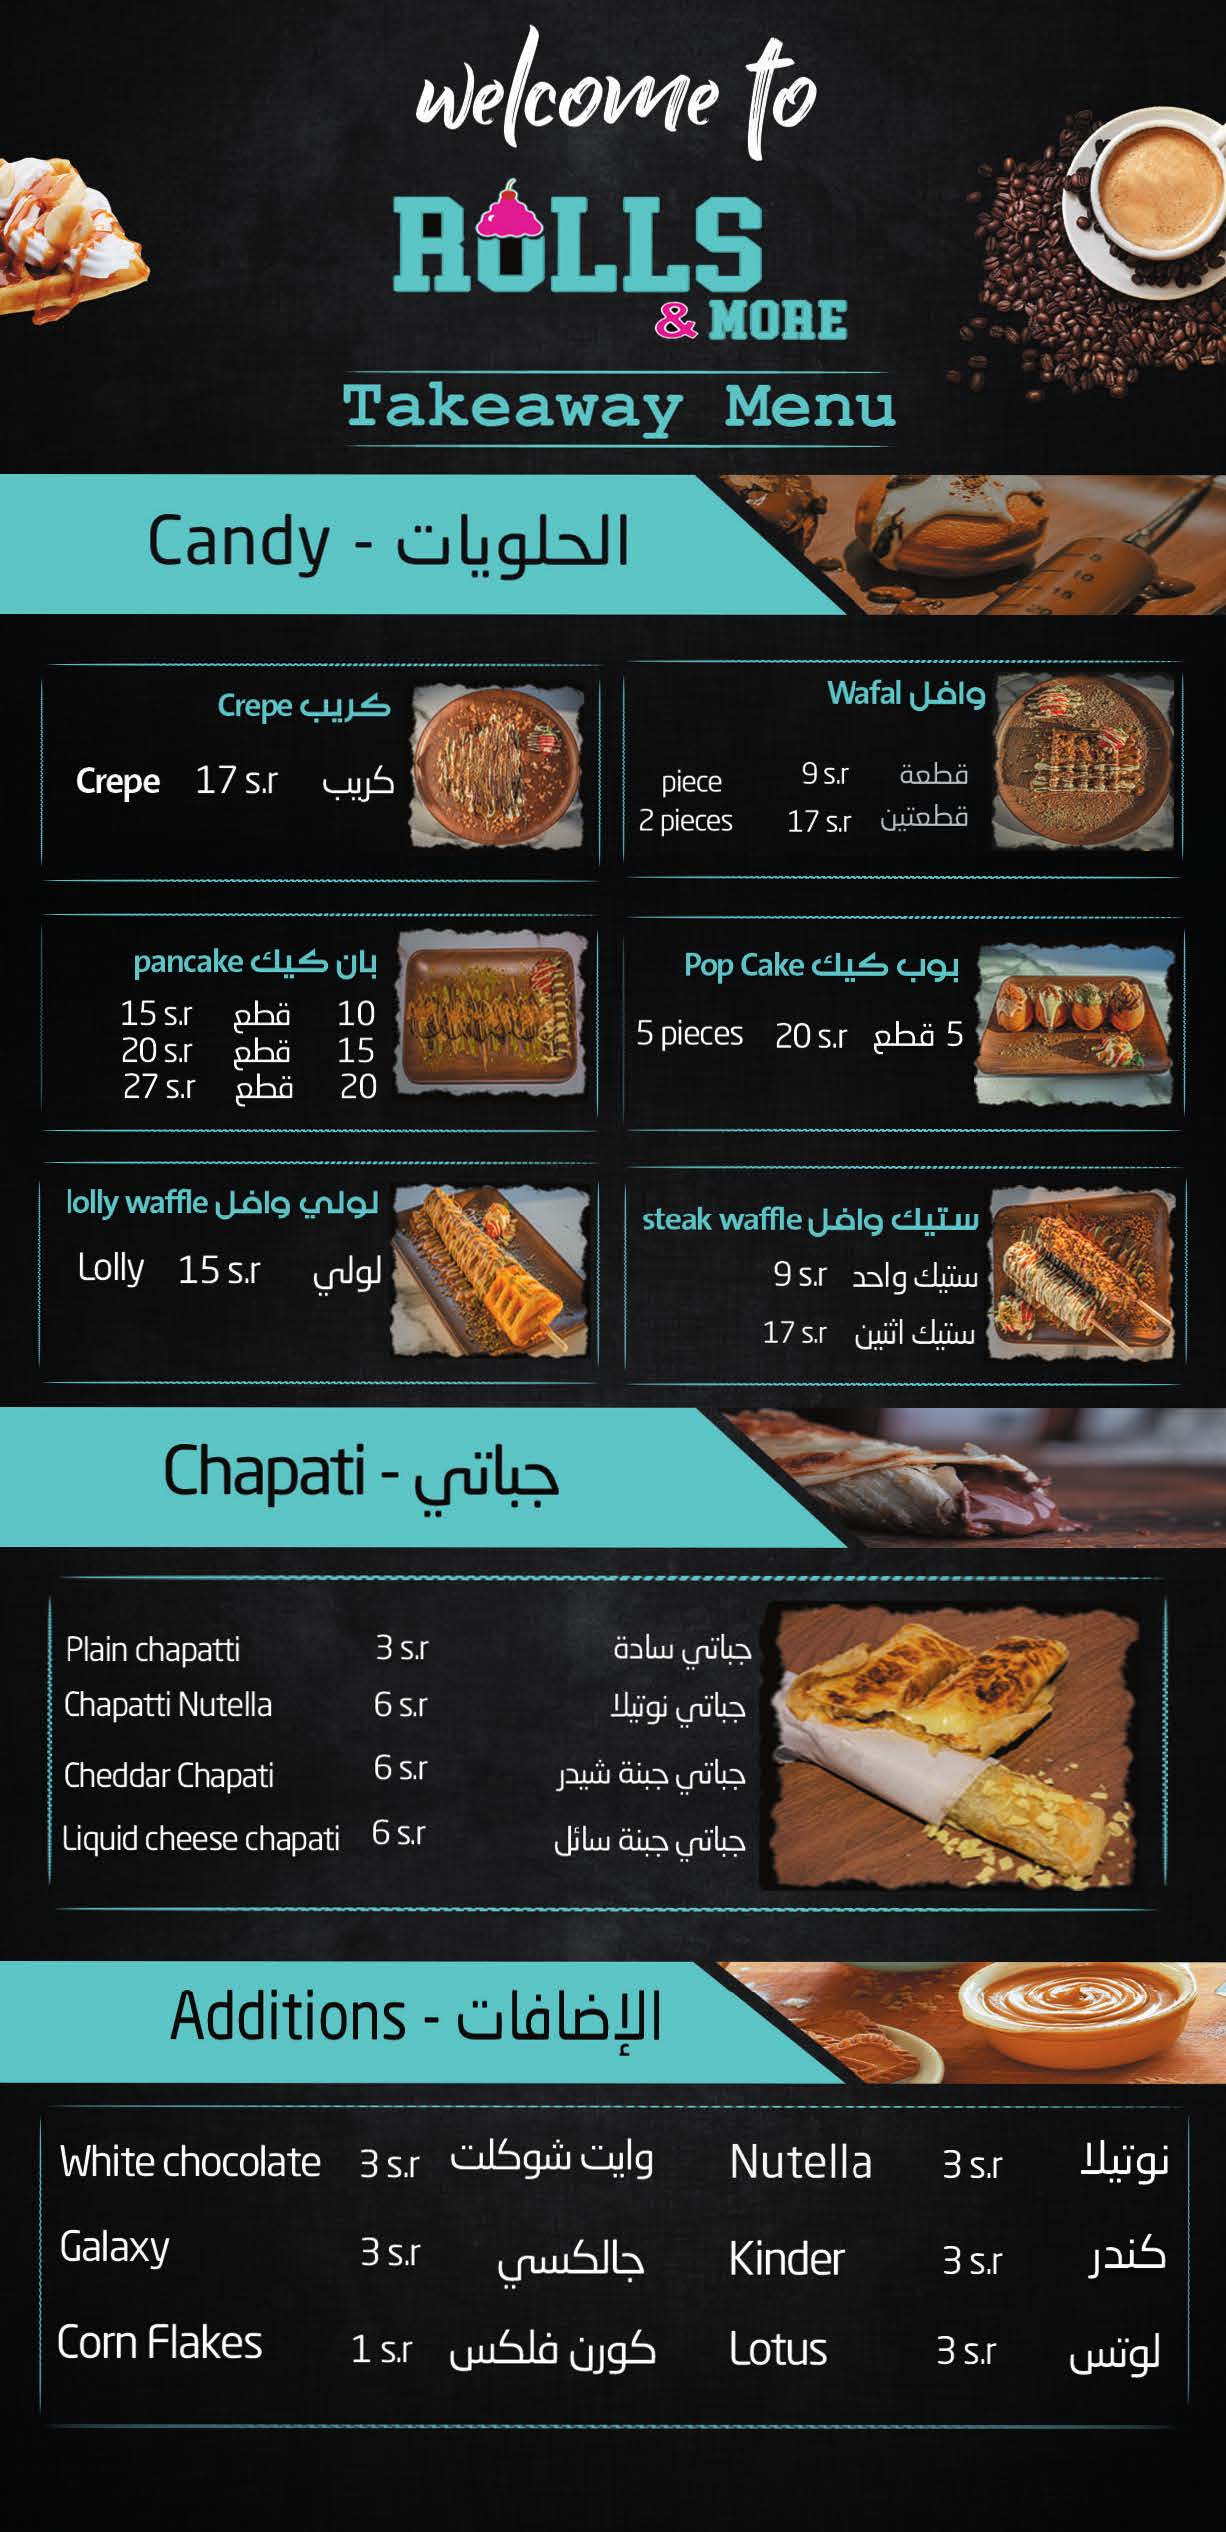 welcome to
ROLLS
& MORE
Takeaway Menu
Candy - الحلويات
Crepe كريب
Crepe 17 s.r كريب
Wafal وافل
piece 9 s.r قطعة
2 pieces 17 s.r قطعتين
pancake بان كيك
15 s.r قطع 10
20 s.r قطع 15
27 s.r قطع 20
Pop Cake بوب كيك
5 pieces 20 s.r 5 قطع
lolly waffle لولي وافل
Lolly 15 s.r لولي
steak waffle ستيك وافل
9 s.r ستيك واحد
17 s.r ستيك اثنين
Chapati - جباتي
Plain chapatti 3 s.r جباتي سادة
Chapatti Nutella 6 s.r جباتي نوتيلا
Cheddar Chapati 6 s.r جباتي جبنة شيدر
Liquid cheese chapati 6 s.r جباتي جبنة سائل
Additions - الإضافات
White chocolate 3 s.r وايت شوكلت
Nutella 3 s.r نوتيلا
Galaxy 3 s.r جالكسي
Kinder 3 s.r كندر
Corn Flakes 1 s.r كورن فلكس
Lotus 3 s.r لوتس